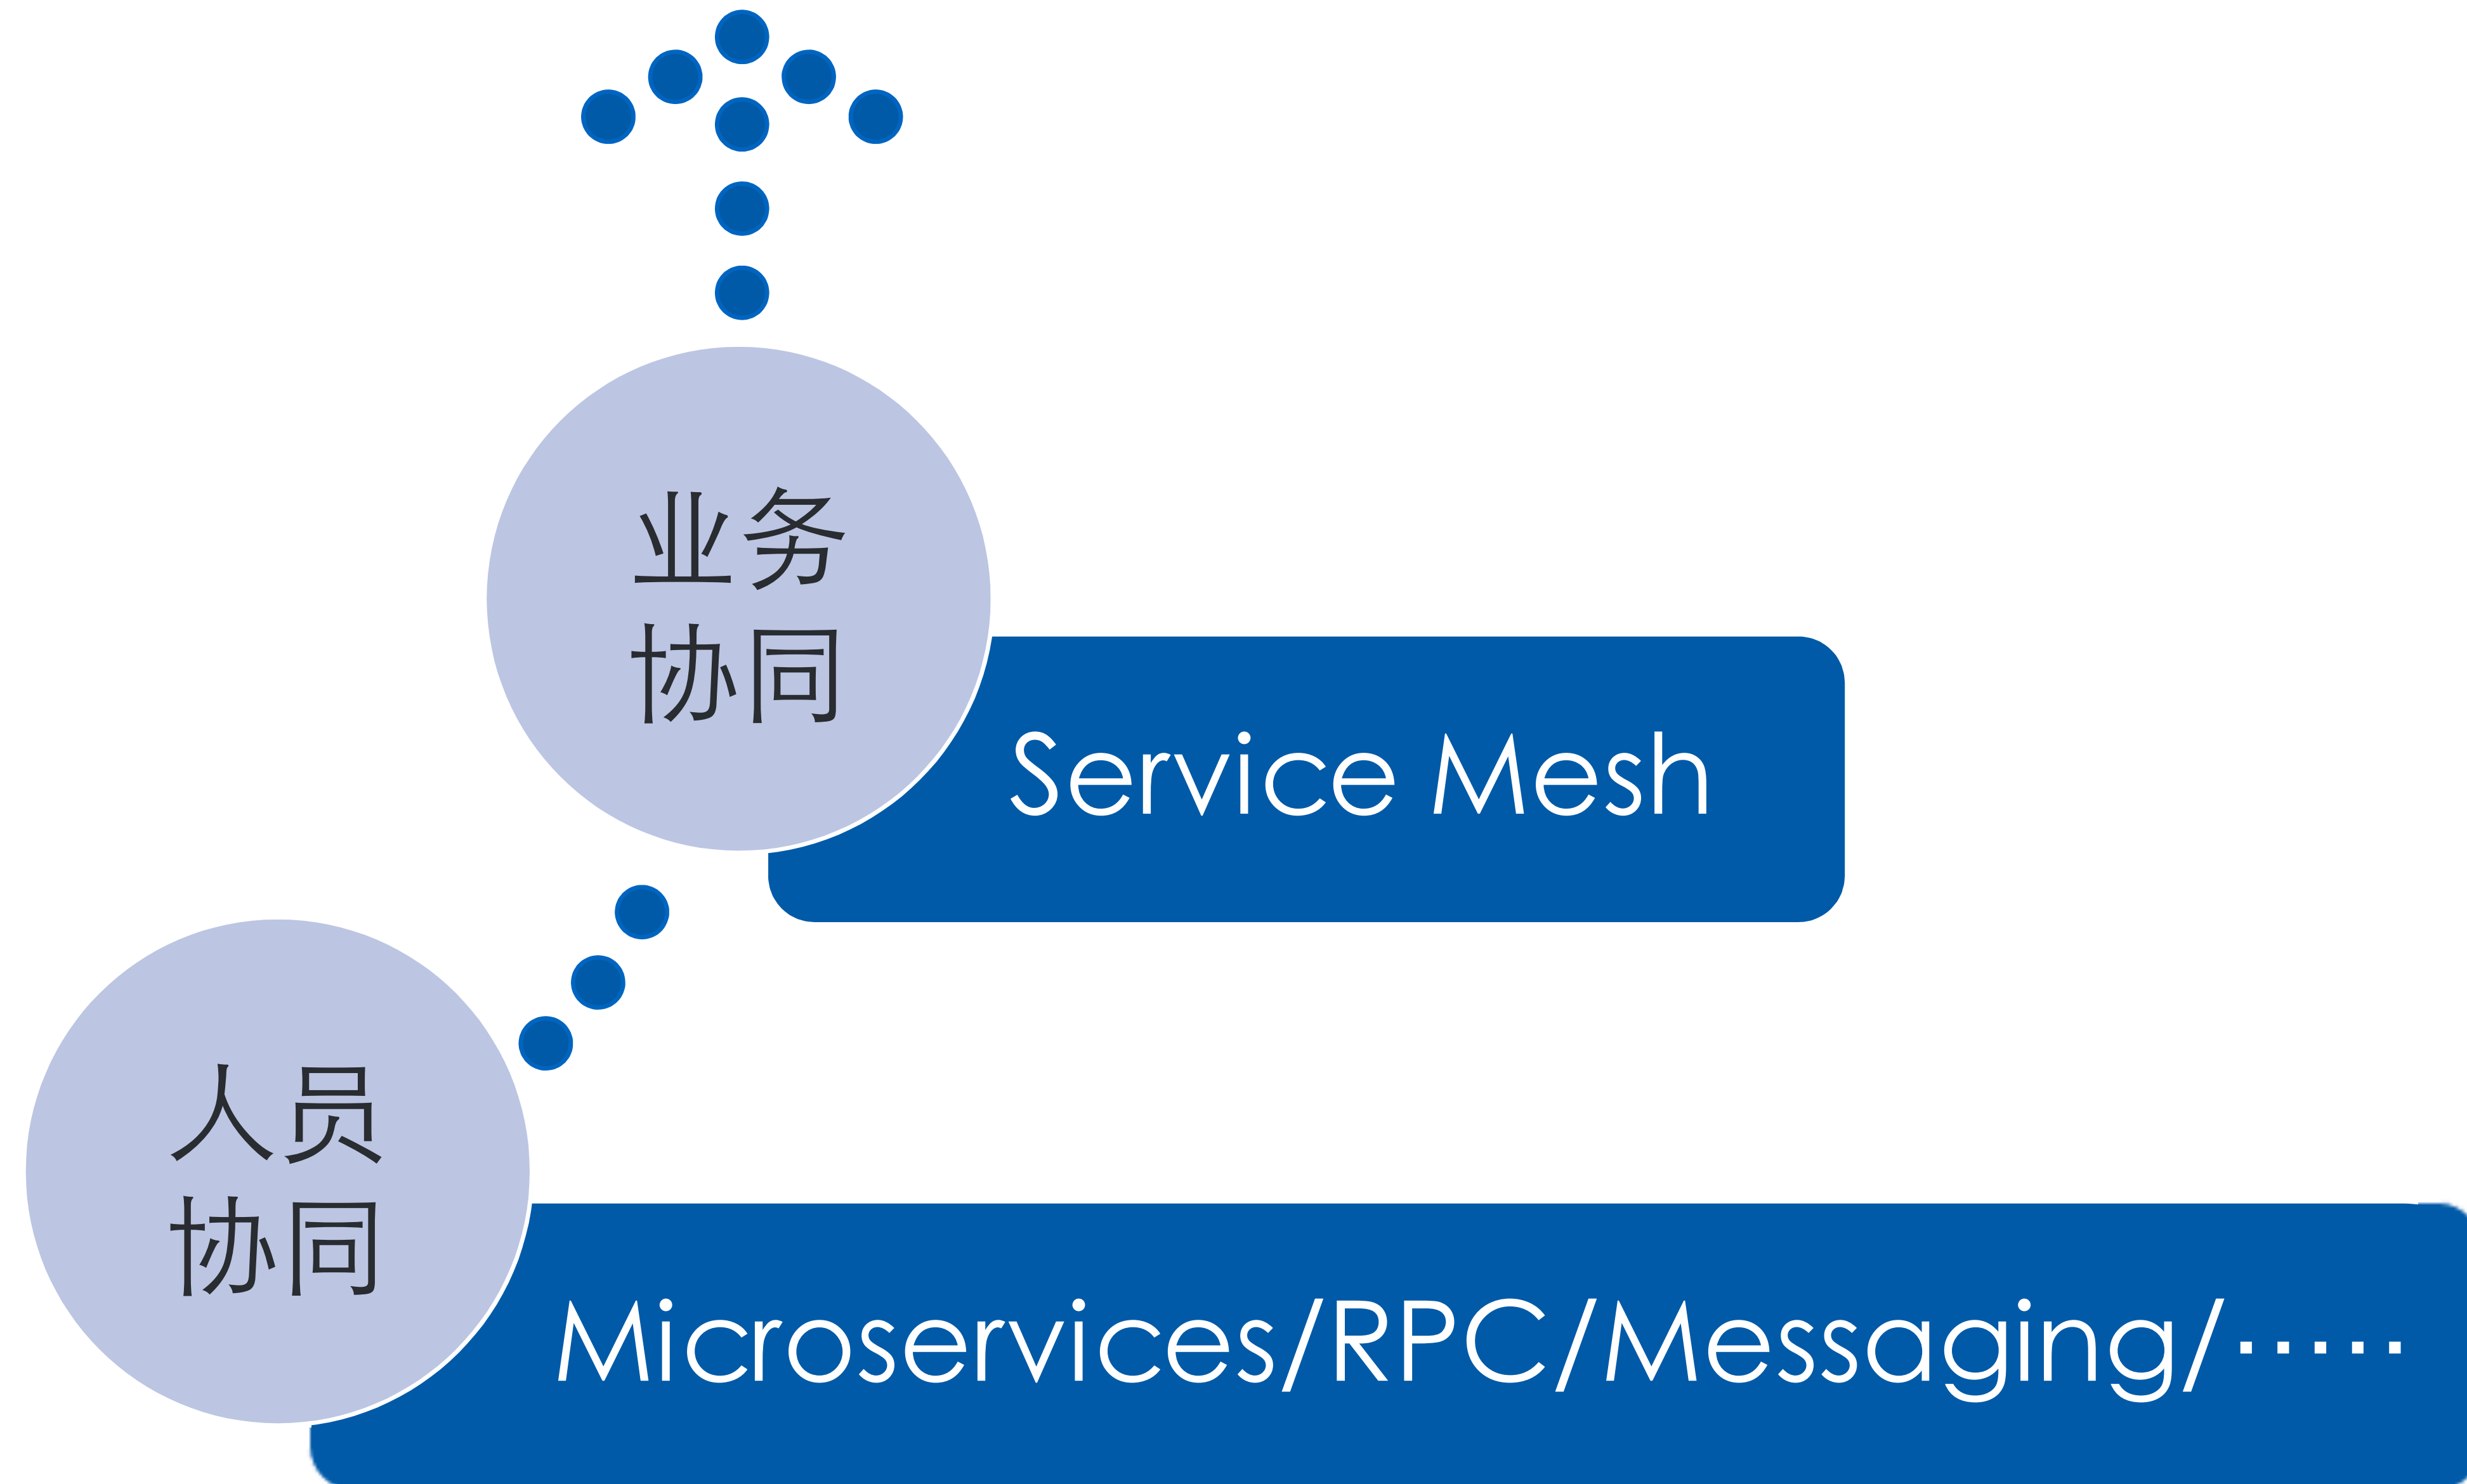 业务
协同
Service Mesh
人员
协同
Microservices/RPC/Messaging/·····